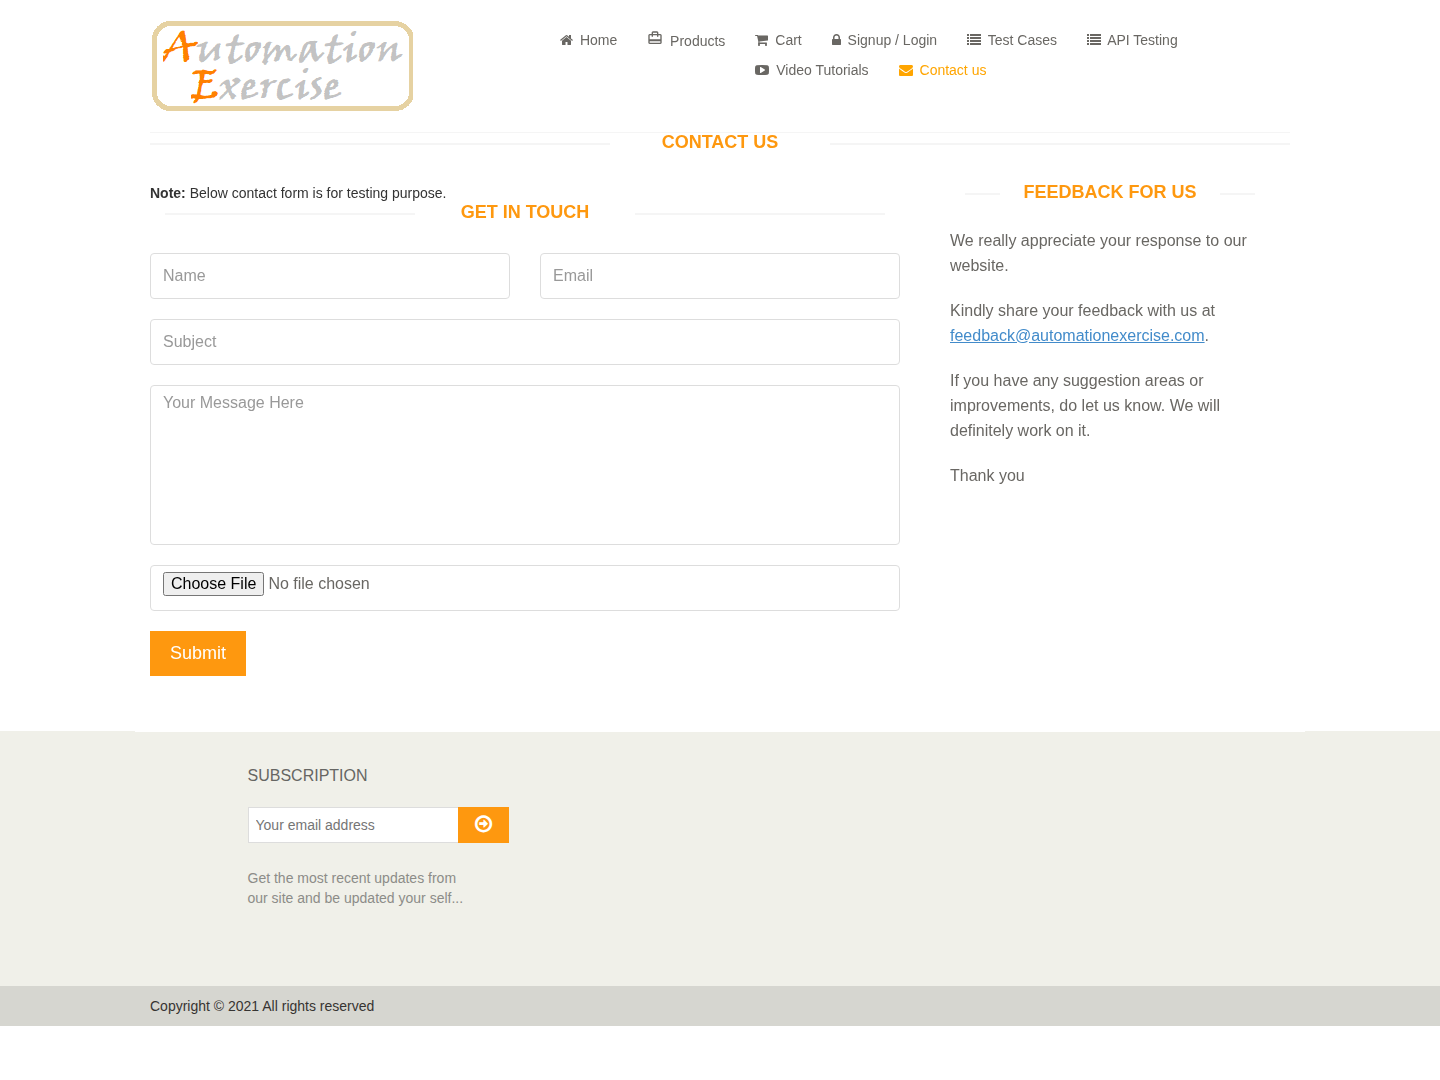 Automation
Exercise
Home Products Cart Signup / Login Test Cases API Testing
Video Tutorials Contact us
CONTACT US
Note: Below contact form is for testing purpose.
GET IN TOUCH
Name Email
Subject
Your Message Here
Choose File No file chosen
Submit
FEEDBACK FOR US
We really appreciate your response to our
website.
Kindly share your feedback with us at
feedback@automationexercise.com.
If you have any suggestion areas or
improvements, do let us know. We will
definitely work on it.
Thank you
SUBSCRIPTION
Your email address
Get the most recent updates from
our site and be updated your self...
Copyright © 2021 All rights reserved